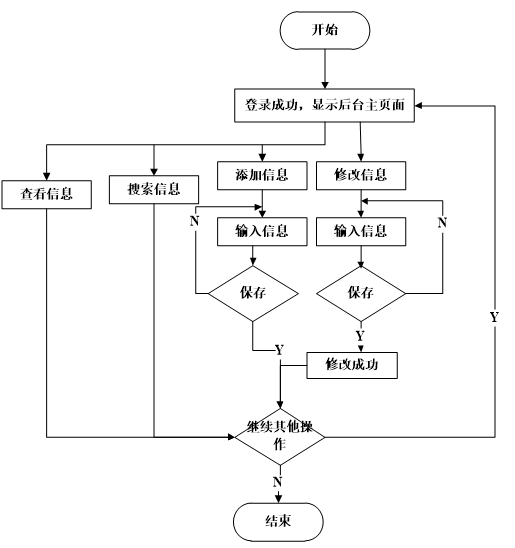 开始
登录成功，显示后台主页面
查看信息
搜索信息
添加信息
修改信息
N
输入信息
输入信息
N
保存
保存
Y
Y
Y
修改成功
继续其他操
作
N
结束